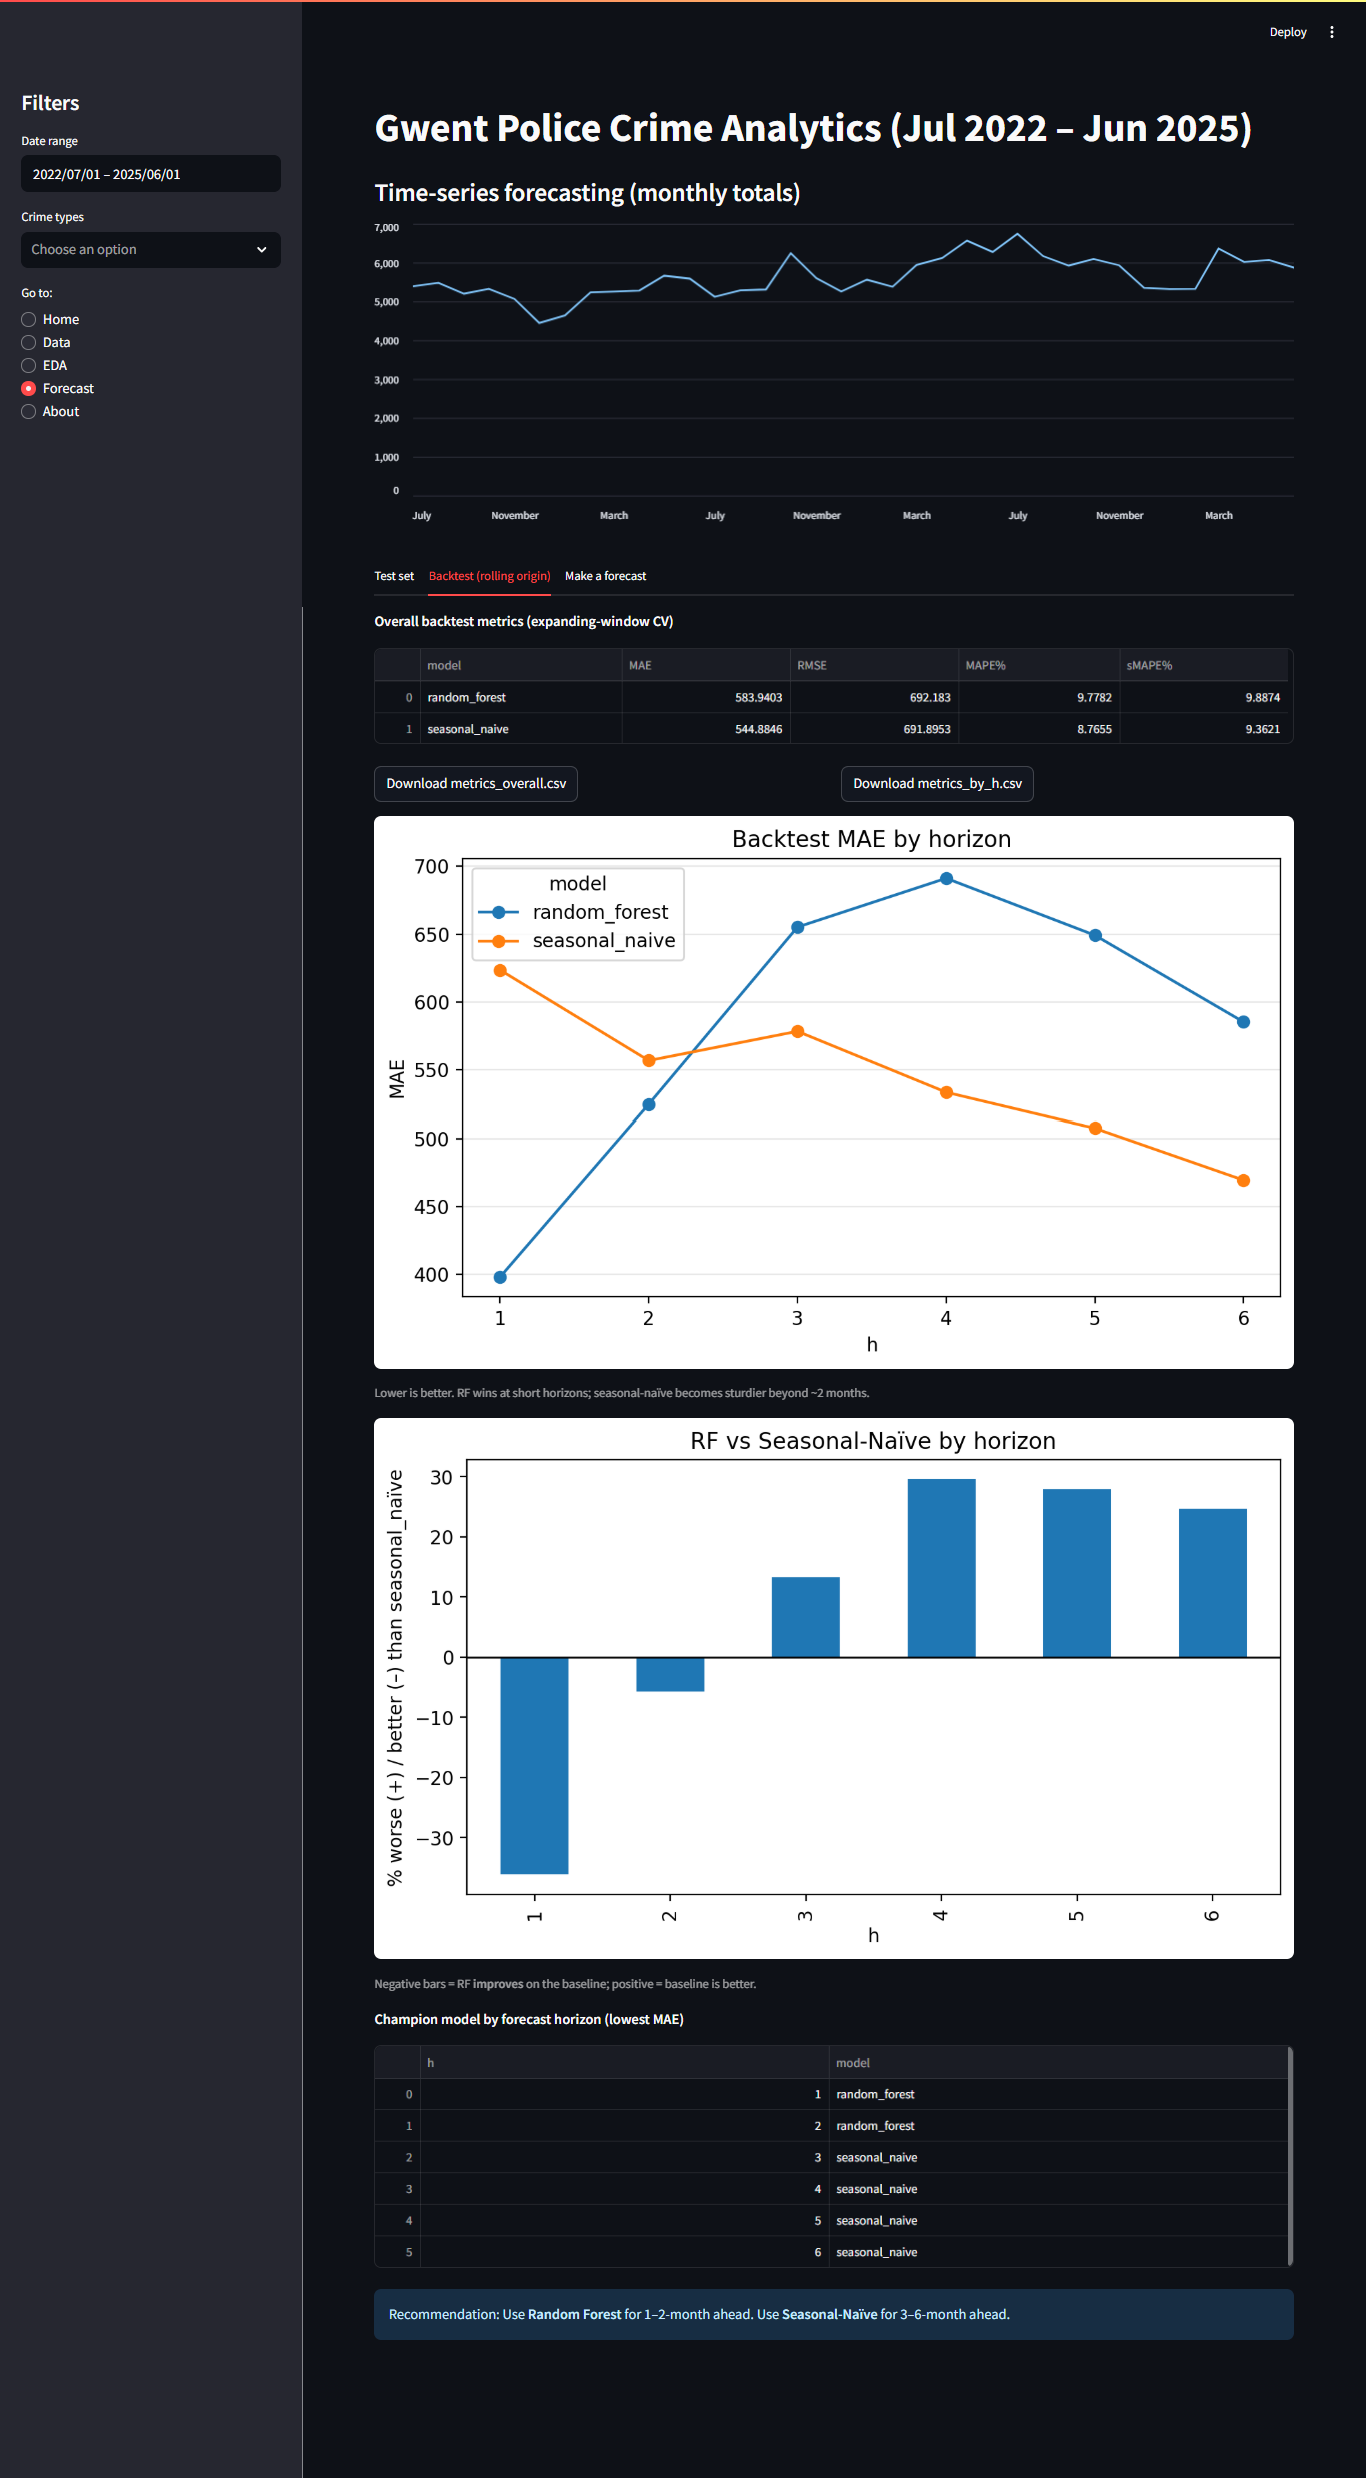 Deploy
Filters
Date range
2022/07/01 – 2025/06/01
Crime types
Choose an option
Go to:
Home
Data
EDA
Forecast
About
Gwent Police Crime Analytics (Jul 2022 – Jun 2025)
Time-series forecasting (monthly totals)
7,000
6,000
5,000
4,000
3,000
2,000
1,000
0
July November March July November March July November March
Test set Backtest (rolling origin) Make a forecast
Overall backtest metrics (expanding-window CV)
model MAE RMSE MAPE% sMAPE%
0 random_forest 583.9403 692.183 9.7782 9.8874
1 seasonal_naive 544.8846 691.8953 8.7655 9.3621
Download metrics_overall.csv Download metrics_by_h.csv
Backtest MAE by horizon
model
random_forest
seasonal_naive
MAE
700
650
600
550
500
450
400
1 2 3 4 5 6
h
Lower is better. RF wins at short horizons; seasonal-naïve becomes sturdier beyond ~2 months.
RF vs Seasonal-Naïve by horizon
% worse (+) / better (–) than seasonal_naïve
30
20
10
0
−10
−20
−30
1 2 3 4 5 6
h
Negative bars = RF improves on the baseline; positive = baseline is better.
Champion model by forecast horizon (lowest MAE)
h model
0 1 random_forest
1 2 random_forest
2 3 seasonal_naive
3 4 seasonal_naive
4 5 seasonal_naive
5 6 seasonal_naive
Recommendation: Use Random Forest for 1–2-month ahead. Use Seasonal-Naïve for 3–6-month ahead.